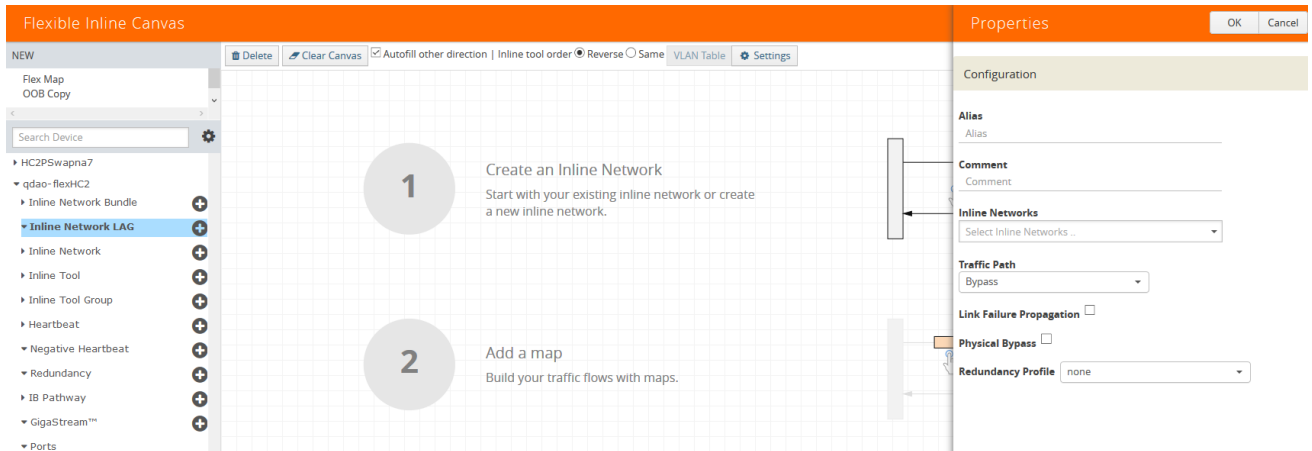 Flexible Inline Canvas
Properties
OK
Cancel
NEW
Delete
Clear Canvas
Autofill other direction | Inline tool order
Reverse
Same
VLAN Table
Settings
Flex Map
OOB Copy
Search Device
HC2PSwapna7
qdao-flexHC2
Inline Network Bundle
Inline Network LAG
Inline Network
Inline Tool
Inline Tool Group
Heartbeat
Negative Heartbeat
Redundancy
IB Pathway
GigaStream™
Ports
1
Create an Inline Network
Start with your existing inline network or create
a new inline network.
2
Add a map
Build your traffic flows with maps.
Configuration
Alias
Alias
Comment
Comment
Inline Networks
Select Inline Networks ..
Traffic Path
Bypass
Link Failure Propagation
Physical Bypass
Redundancy Profile
none